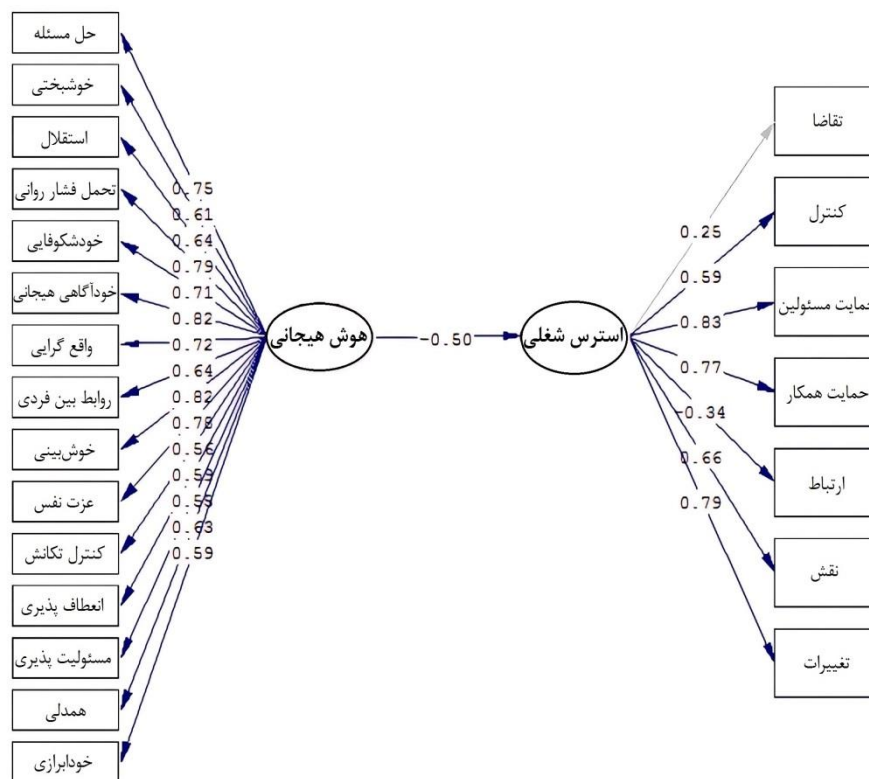 حل مسئله
خوشبختی
استقلال
تحمل فشار روانی
خودشکوفایی
خودآگاهی هیجانی
واقع گرایی
روابط بین فردی
خوش‌بینی
عزت نفس
کنترل تکانش
انعطاف پذیری
مسئولیت پذیری
همدلی
خودابرازی
0.75
0.61
0.64
0.79
0.71
0.82
0.72
0.64
0.82
0.78
0.56
0.59
0.55
0.63
0.59
هوش هیجانی
-0.50
استرس شغلی
0.25
0.59
0.83
0.77
-0.34
0.66
0.79
تقاضا
کنترل
حمایت مسئولین
حمایت همکار
ارتباط
نقش
تغییرات